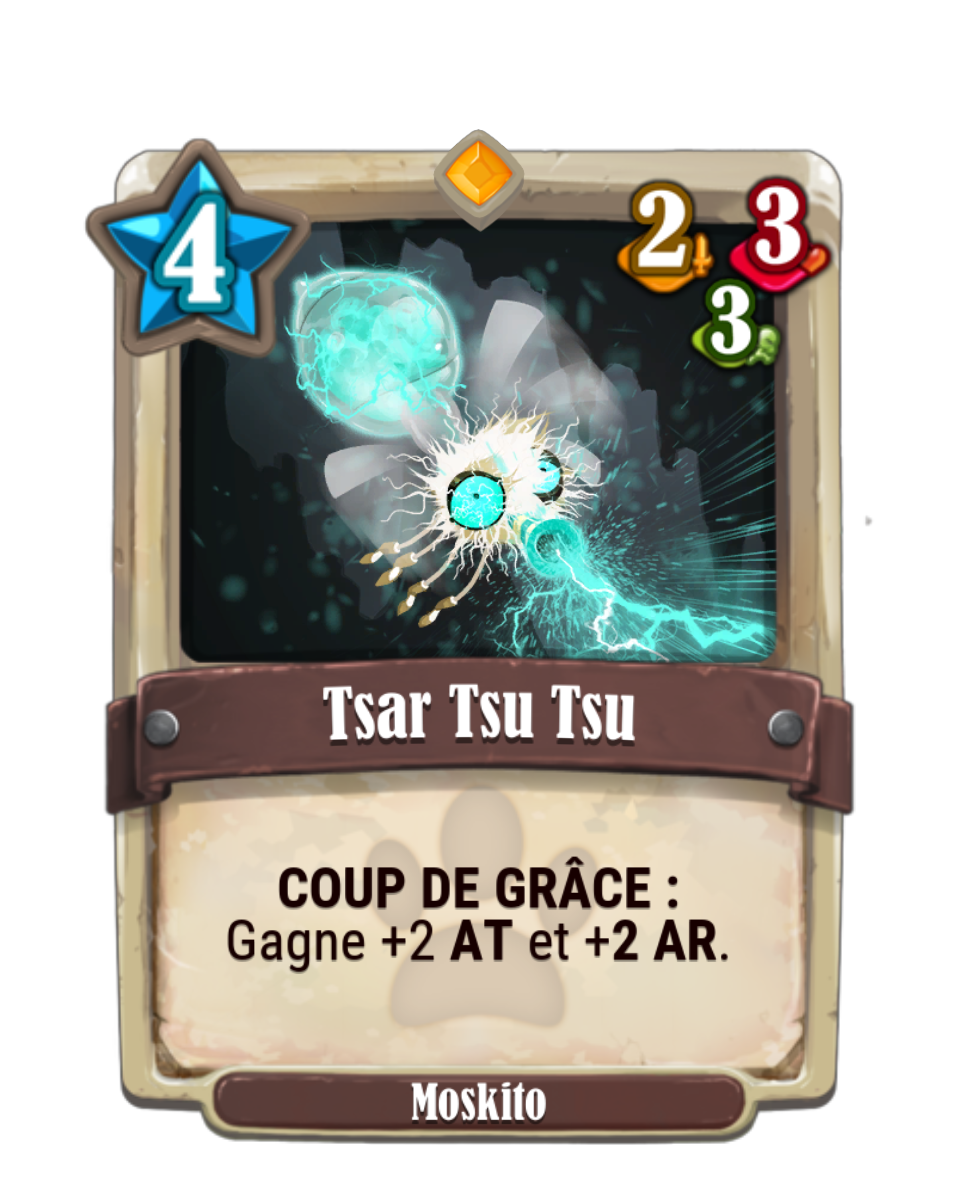 4
2
3
3
Tsar Tsu Tsu
COUP DE GRÂCE :
Gagne +2 AT et +2 AR.
Moskito